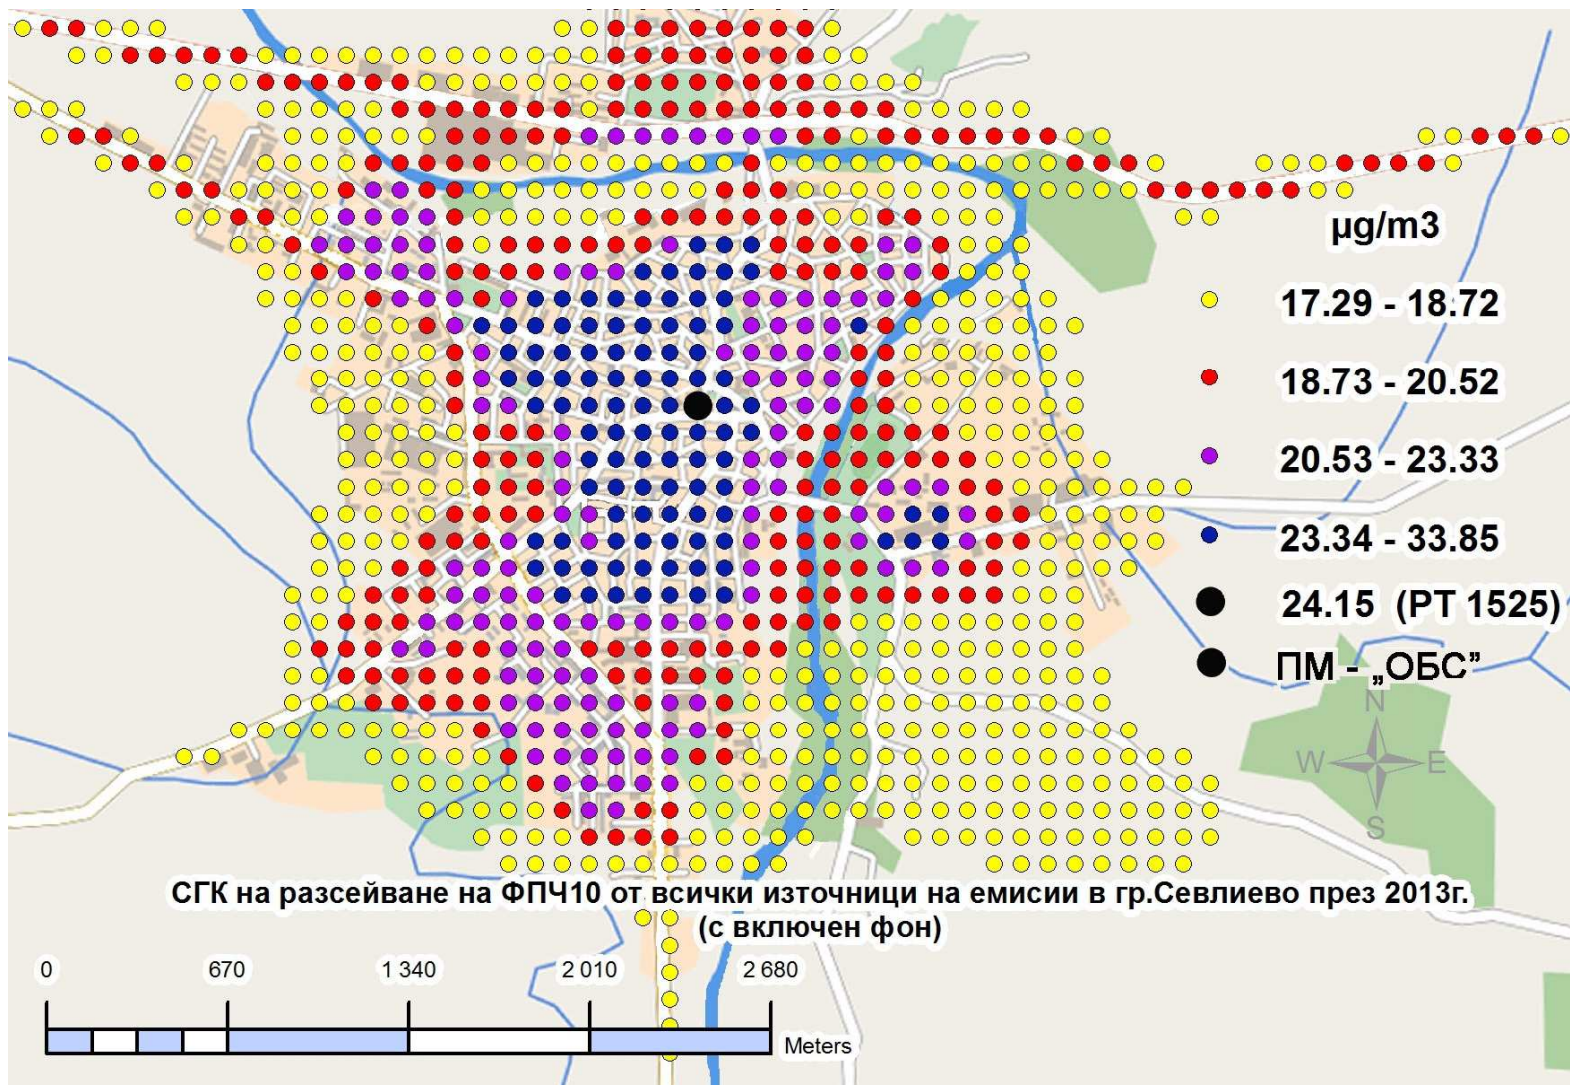 µg/m3
17.29 - 18.72
18.73 - 20.52
20.53 - 23.33
23.34 - 33.85
24.15 (РТ 1525)
ПМ - „ОБС”
N
W E
S
СГК на разсейване на ФПЧ10 от всички източници на емисии в гр.Севлиево през 2013г.
(с включен фон)
0 670 1 340 2 010 2 680
Meters